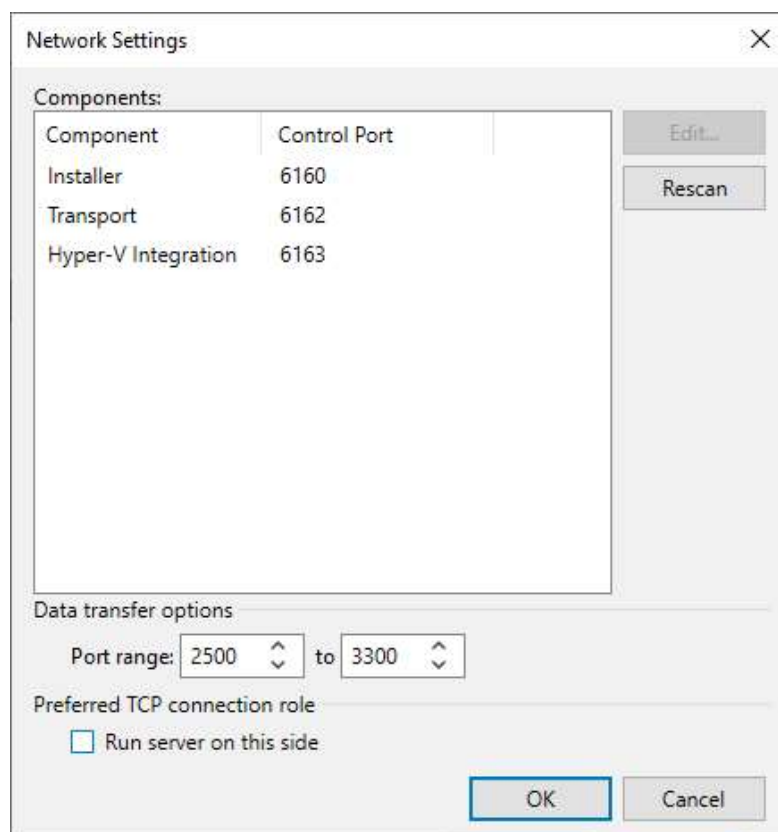 Network Settings
Components:
Component Control Port
Edit...
Installer 6160
Rescan
Transport 6162
Hyper-V Integration 6163
Data transfer options
Port range: 2500 to 3300
Preferred TCP connection role
Run server on this side
OK Cancel